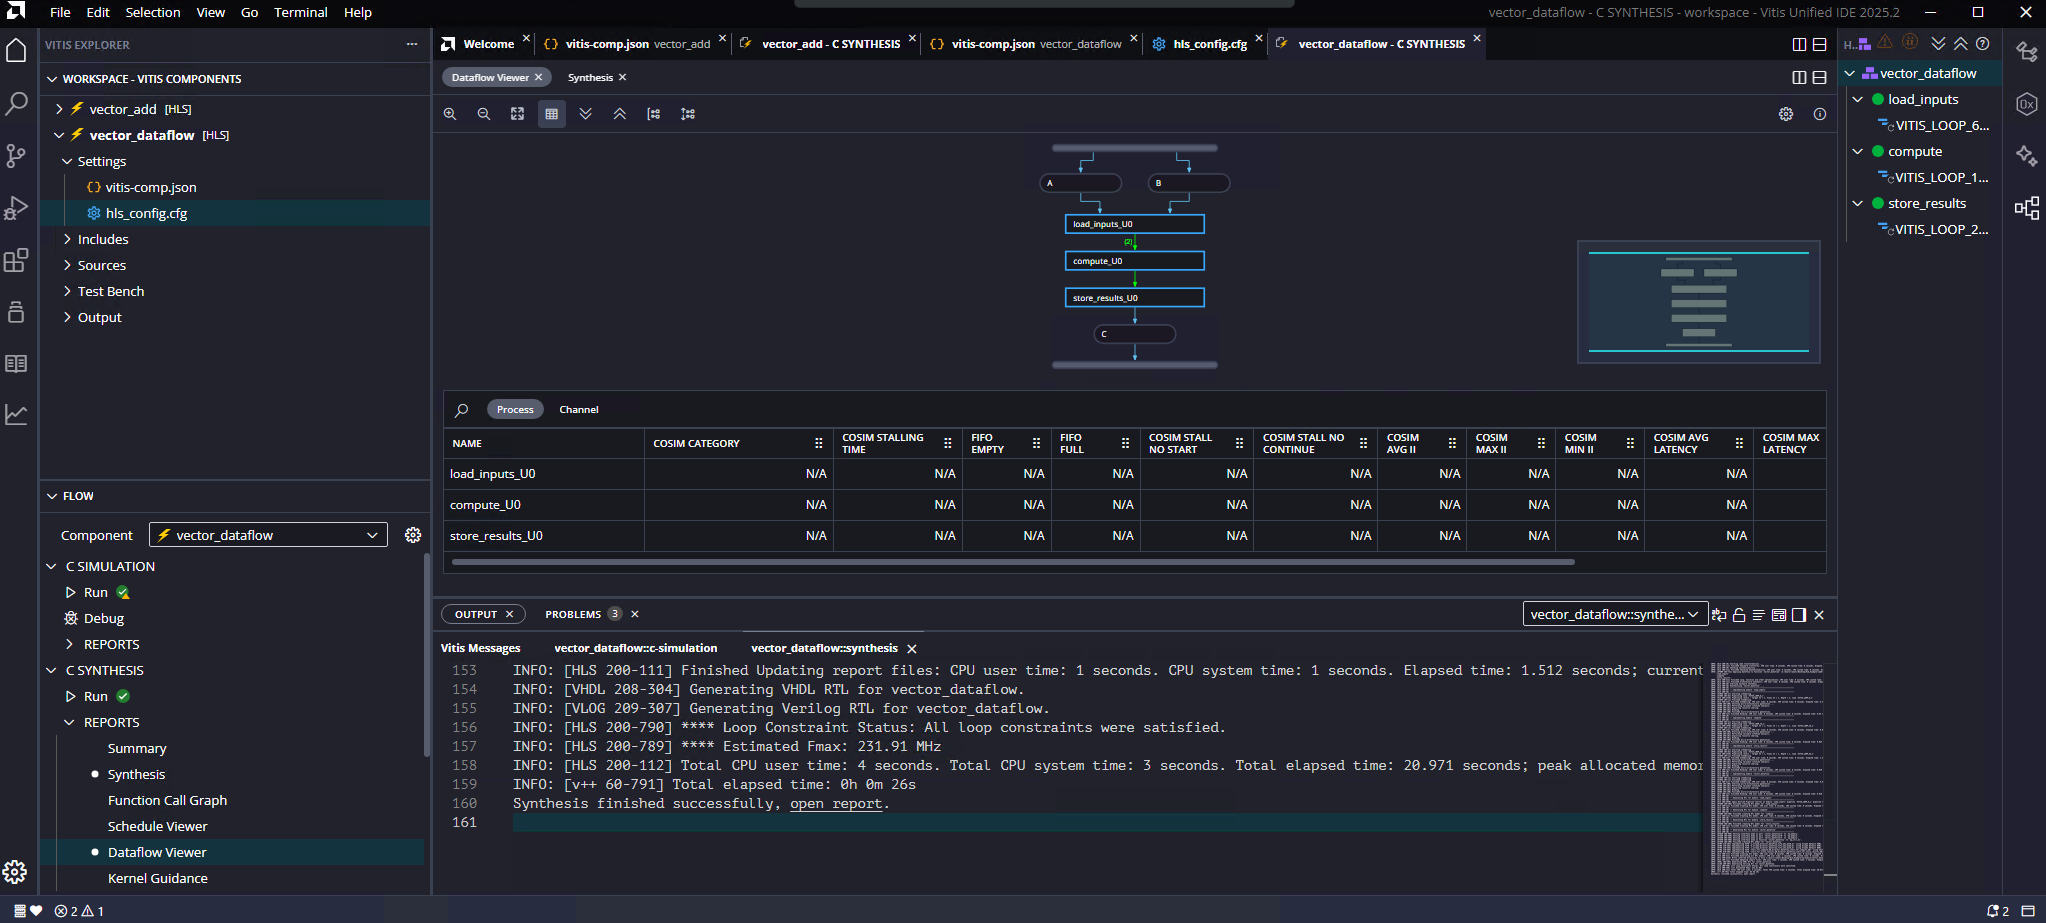 File Edit Selection View Go Terminal Help
vector_dataflow - C SYNTHESIS - workspace - Vitis Unified IDE 2025.2
VITIS EXPLORER
WORKSPACE - VITIS COMPONENTS
vector_add [HLS]
vector_dataflow [HLS]
Settings
vitis-comp.json
hls_config.cfg
Includes
Sources
Test Bench
Output
FLOW
Component vector_dataflow
C SIMULATION
Run
Debug
REPORTS
C SYNTHESIS
Run
REPORTS
Summary
Synthesis
Function Call Graph
Schedule Viewer
Dataflow Viewer
Kernel Guidance
Welcome vitis-comp.json vector_add vector_add - C SYNTHESIS vitis-comp.json vector_dataflow hls_config.cfg vector_dataflow - C SYNTHESIS
Dataflow Viewer Synthesis
A B
load_inputs_U0
(2)
compute_U0
store_results_U0
C
Process Channel
NAME COSIM CATEGORY COSIM STALLING TIME FIFO EMPTY FIFO FULL COSIM STALL NO START COSIM STALL NO CONTINUE COSIM AVG II COSIM MAX II COSIM MIN II COSIM AVG LATENCY COSIM MAX LATENCY
load_inputs_U0 N/A N/A N/A N/A N/A N/A N/A N/A N/A N/A
compute_U0 N/A N/A N/A N/A N/A N/A N/A N/A N/A N/A
store_results_U0 N/A N/A N/A N/A N/A N/A N/A N/A N/A N/A
OUTPUT PROBLEMS 3 vector_dataflow::synthe...
Vitis Messages vector_dataflow::c-simulation vector_dataflow::synthesis
153 INFO: [HLS 200-111] Finished Updating report files: CPU user time: 1 seconds. CPU system time: 1 seconds. Elapsed time: 1.512 seconds; current
154 INFO: [VHDL 208-304] Generating VHDL RTL for vector_dataflow.
155 INFO: [VLOG 209-307] Generating Verilog RTL for vector_dataflow.
156 INFO: [HLS 200-790] **** Loop Constraint Status: All loop constraints were satisfied.
157 INFO: [HLS 200-789] **** Estimated Fmax: 231.91 MHz
158 INFO: [HLS 200-112] Total CPU user time: 4 seconds. Total CPU system time: 3 seconds. Total elapsed time: 20.971 seconds; peak allocated memor
159 INFO: [v++ 60-791] Total elapsed time: 0h 0m 26s
160 Synthesis finished successfully, open report.
161
H..
vector_dataflow
load_inputs
VITIS_LOOP_6...
compute
VITIS_LOOP_1...
store_results
VITIS_LOOP_2...
0x
2 1
2